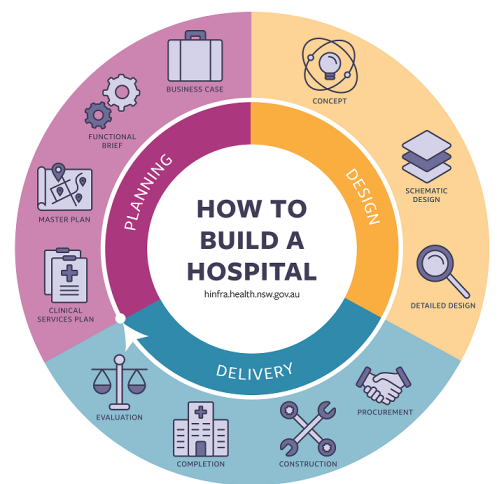 HOW TO
BUILD A
HOSPITAL
hinfra.health.nsw.gov.au
PLANNING
CLINICAL
SERVICES PLAN
MASTER PLAN
FUNCTIONAL
BRIEF
BUSINESS CASE
DESIGN
CONCEPT
SCHEMATIC
DESIGN
DETAILED DESIGN
DELIVERY
PROCUREMENT
CONSTRUCTION
COMPLETION
EVALUATION